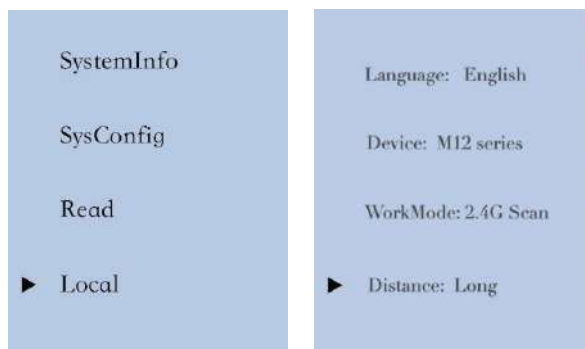 SystemInfo
SysConfig
Read
Local
Language: English
Device: M12 series
WorkMode: 2.4G Scan
Distance: Long